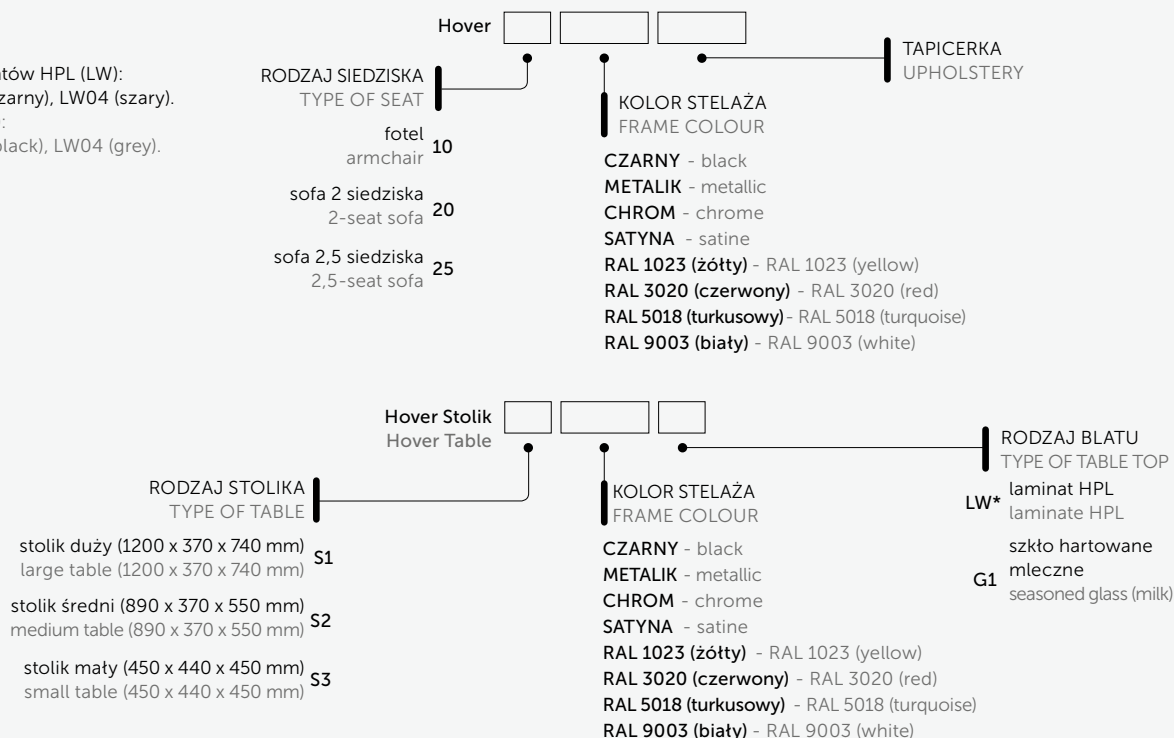 Hover
TAPICERKA
UPHOLSTERY
HPL (LW):
LW04 (szary).
LW04 (grey).
RODZAJ SIEDZISKA
TYPE OF SEAT
fotel
armchair 10
sofa 2 siedziska
2-seat sofa 20
sofa 2,5 siedziska
2,5-seat sofa 25
KOLOR STELAŻA
FRAME COLOUR
CZARNY - black
METALIK - metallic
CHROM - chrome
SATYNA - satine
RAL 1023 (żółty) - RAL 1023 (yellow)
RAL 3020 (czerwony) - RAL 3020 (red)
RAL 5018 (turkusowy) - RAL 5018 (turquoise)
RAL 9003 (biały) - RAL 9003 (white)
Hover Stolik
Hover Table
RODZAJ STOLIKA
TYPE OF TABLE
stolik duży (1200 x 370 x 740 mm) S1
large table (1200 x 370 x 740 mm)
stolik średni (890 x 370 x 550 mm) S2
medium table (890 x 370 x 550 mm)
stolik mały (450 x 440 x 450 mm) S3
small table (450 x 440 x 450 mm)
KOLOR STELAŻA
FRAME COLOUR
CZARNY - black
METALIK - metallic
CHROM - chrome
SATYNA - satine
RAL 1023 (żółty) - RAL 1023 (yellow)
RAL 3020 (czerwony) - RAL 3020 (red)
RAL 5018 (turkusowy) - RAL 5018 (turquoise)
RAL 9003 (biały) - RAL 9003 (white)
RODZAJ BLATU
TYPE OF TABLE TOP
LW* laminat HPL
laminate HPL
szkło hartowane
G1 mleczne
seasoned glass (milk)